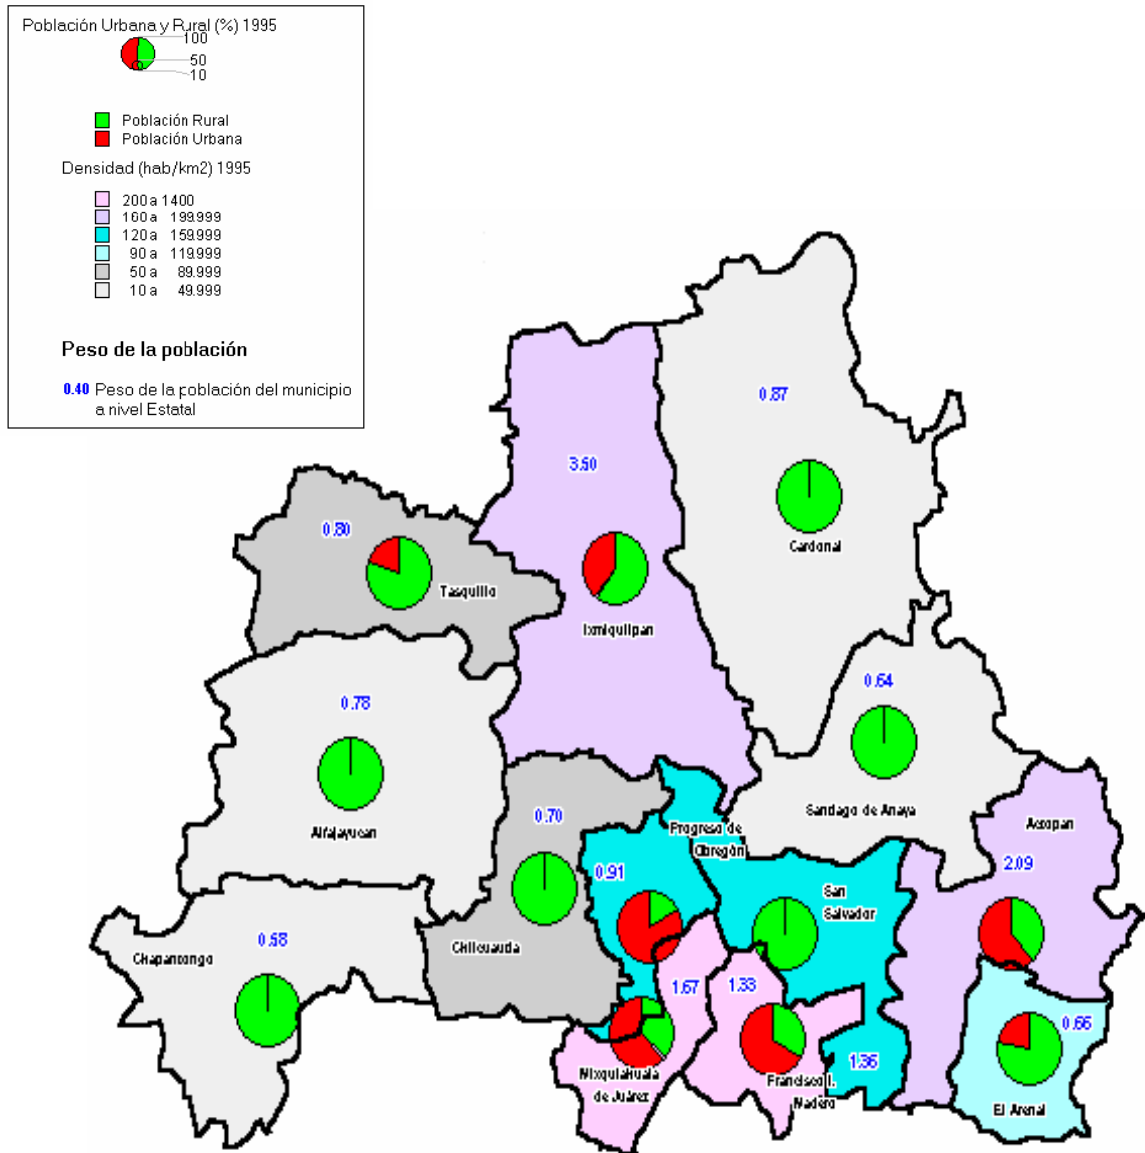 Población Urbana y Rural (%) 1995
100
50
10
Población Rural
Población Urbana
Densidad (hab/km2) 1995
200 a 1400
160 a 199.999
120 a 159.999
90 a 119.999
50 a 89.999
10 a 49.999
Peso de la población
0.40 Peso de la población del municipio
a nivel Estatal
0.87
3.50
Cardonal
0.80
Tasquillo
Ixmiquilpan
0.64
0.78
Santiago de Anaya
Alfajayucan
0.70
Progreso de
Obregón
Actopan
2.09
0.91
San
Salvador
Chilcuautla
0.58
Chapantongo
1.67
1.33
0.66
1.36
Mixquiahuala
de Juárez
Francisco I.
Madero
El Arenal